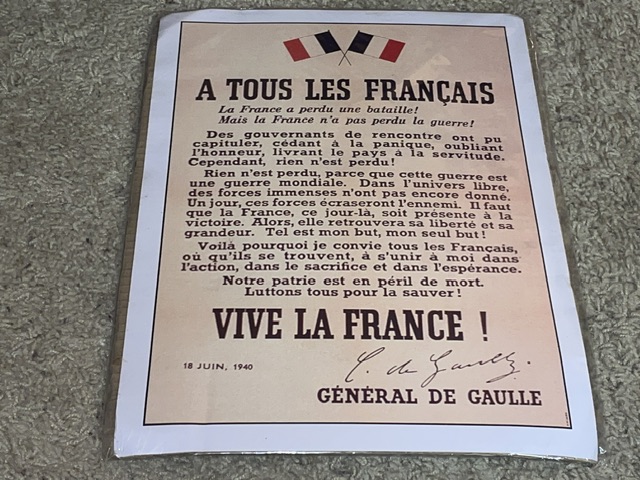 A TOUS LES FRANÇAIS
La France a perdu une bataille!
Mais la France n'a pas perdu la guerre!
Des gouvernants de rencontre ont pu
capituler, cédant à la panique, oubliant
l'honneur, livrant le pays à la servitude.
Cependant, rien n'est perdu!
Rien n'est perdu, parce que cette guerre est
une guerre mondiale. Dans l'univers libre,
des forces immenses n'ont pas encore donné.
Un jour, ces forces écraseront l'ennemi. Il faut
que la France, ce jour-là, soit présente à la
victoire. Alors, elle retrouvera sa liberté et sa
grandeur. Tel est mon but, mon seul but!
Voilà pourquoi je convie tous les Français,
où qu'ils se trouvent, à s'unir à moi dans
l'action, dans le sacrifice et dans l'espérance.
Notre patrie est en péril de mort.
Luttons tous pour la sauver!
VIVE LA FRANCE !
18 JUIN, 1940
C. de Gaulle.
GÉNÉRAL DE GAULLE